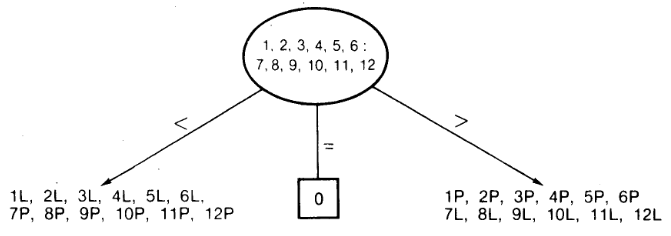 1, 2, 3, 4, 5, 6 :
7, 8, 9, 10, 11, 12
<
=
>
1L, 2L, 3L, 4L, 5L, 6L,
7P, 8P, 9P, 10P, 11P, 12P
0
1P, 2P, 3P, 4P, 5P, 6P
7L, 8L, 9L, 10L, 11L, 12L